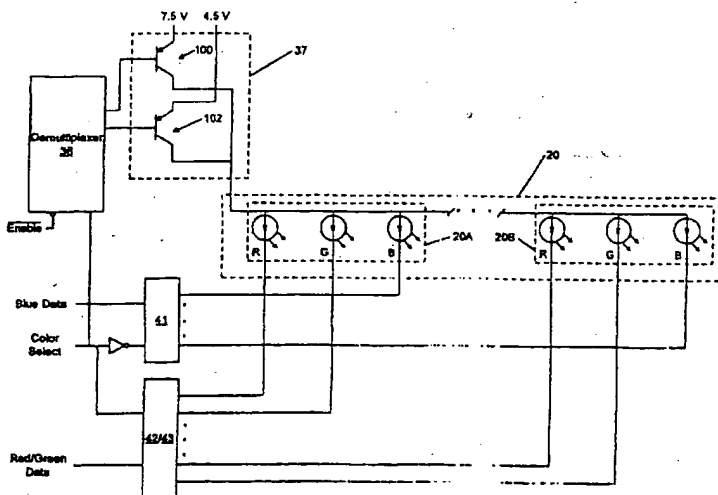 7.5 V 4.5 V
100
37
102
Demultiplexer
36
Enable
20
20A
20B
R G B
R G B
Blue Data
41
Color
Select
42/43
Red/Green
Data